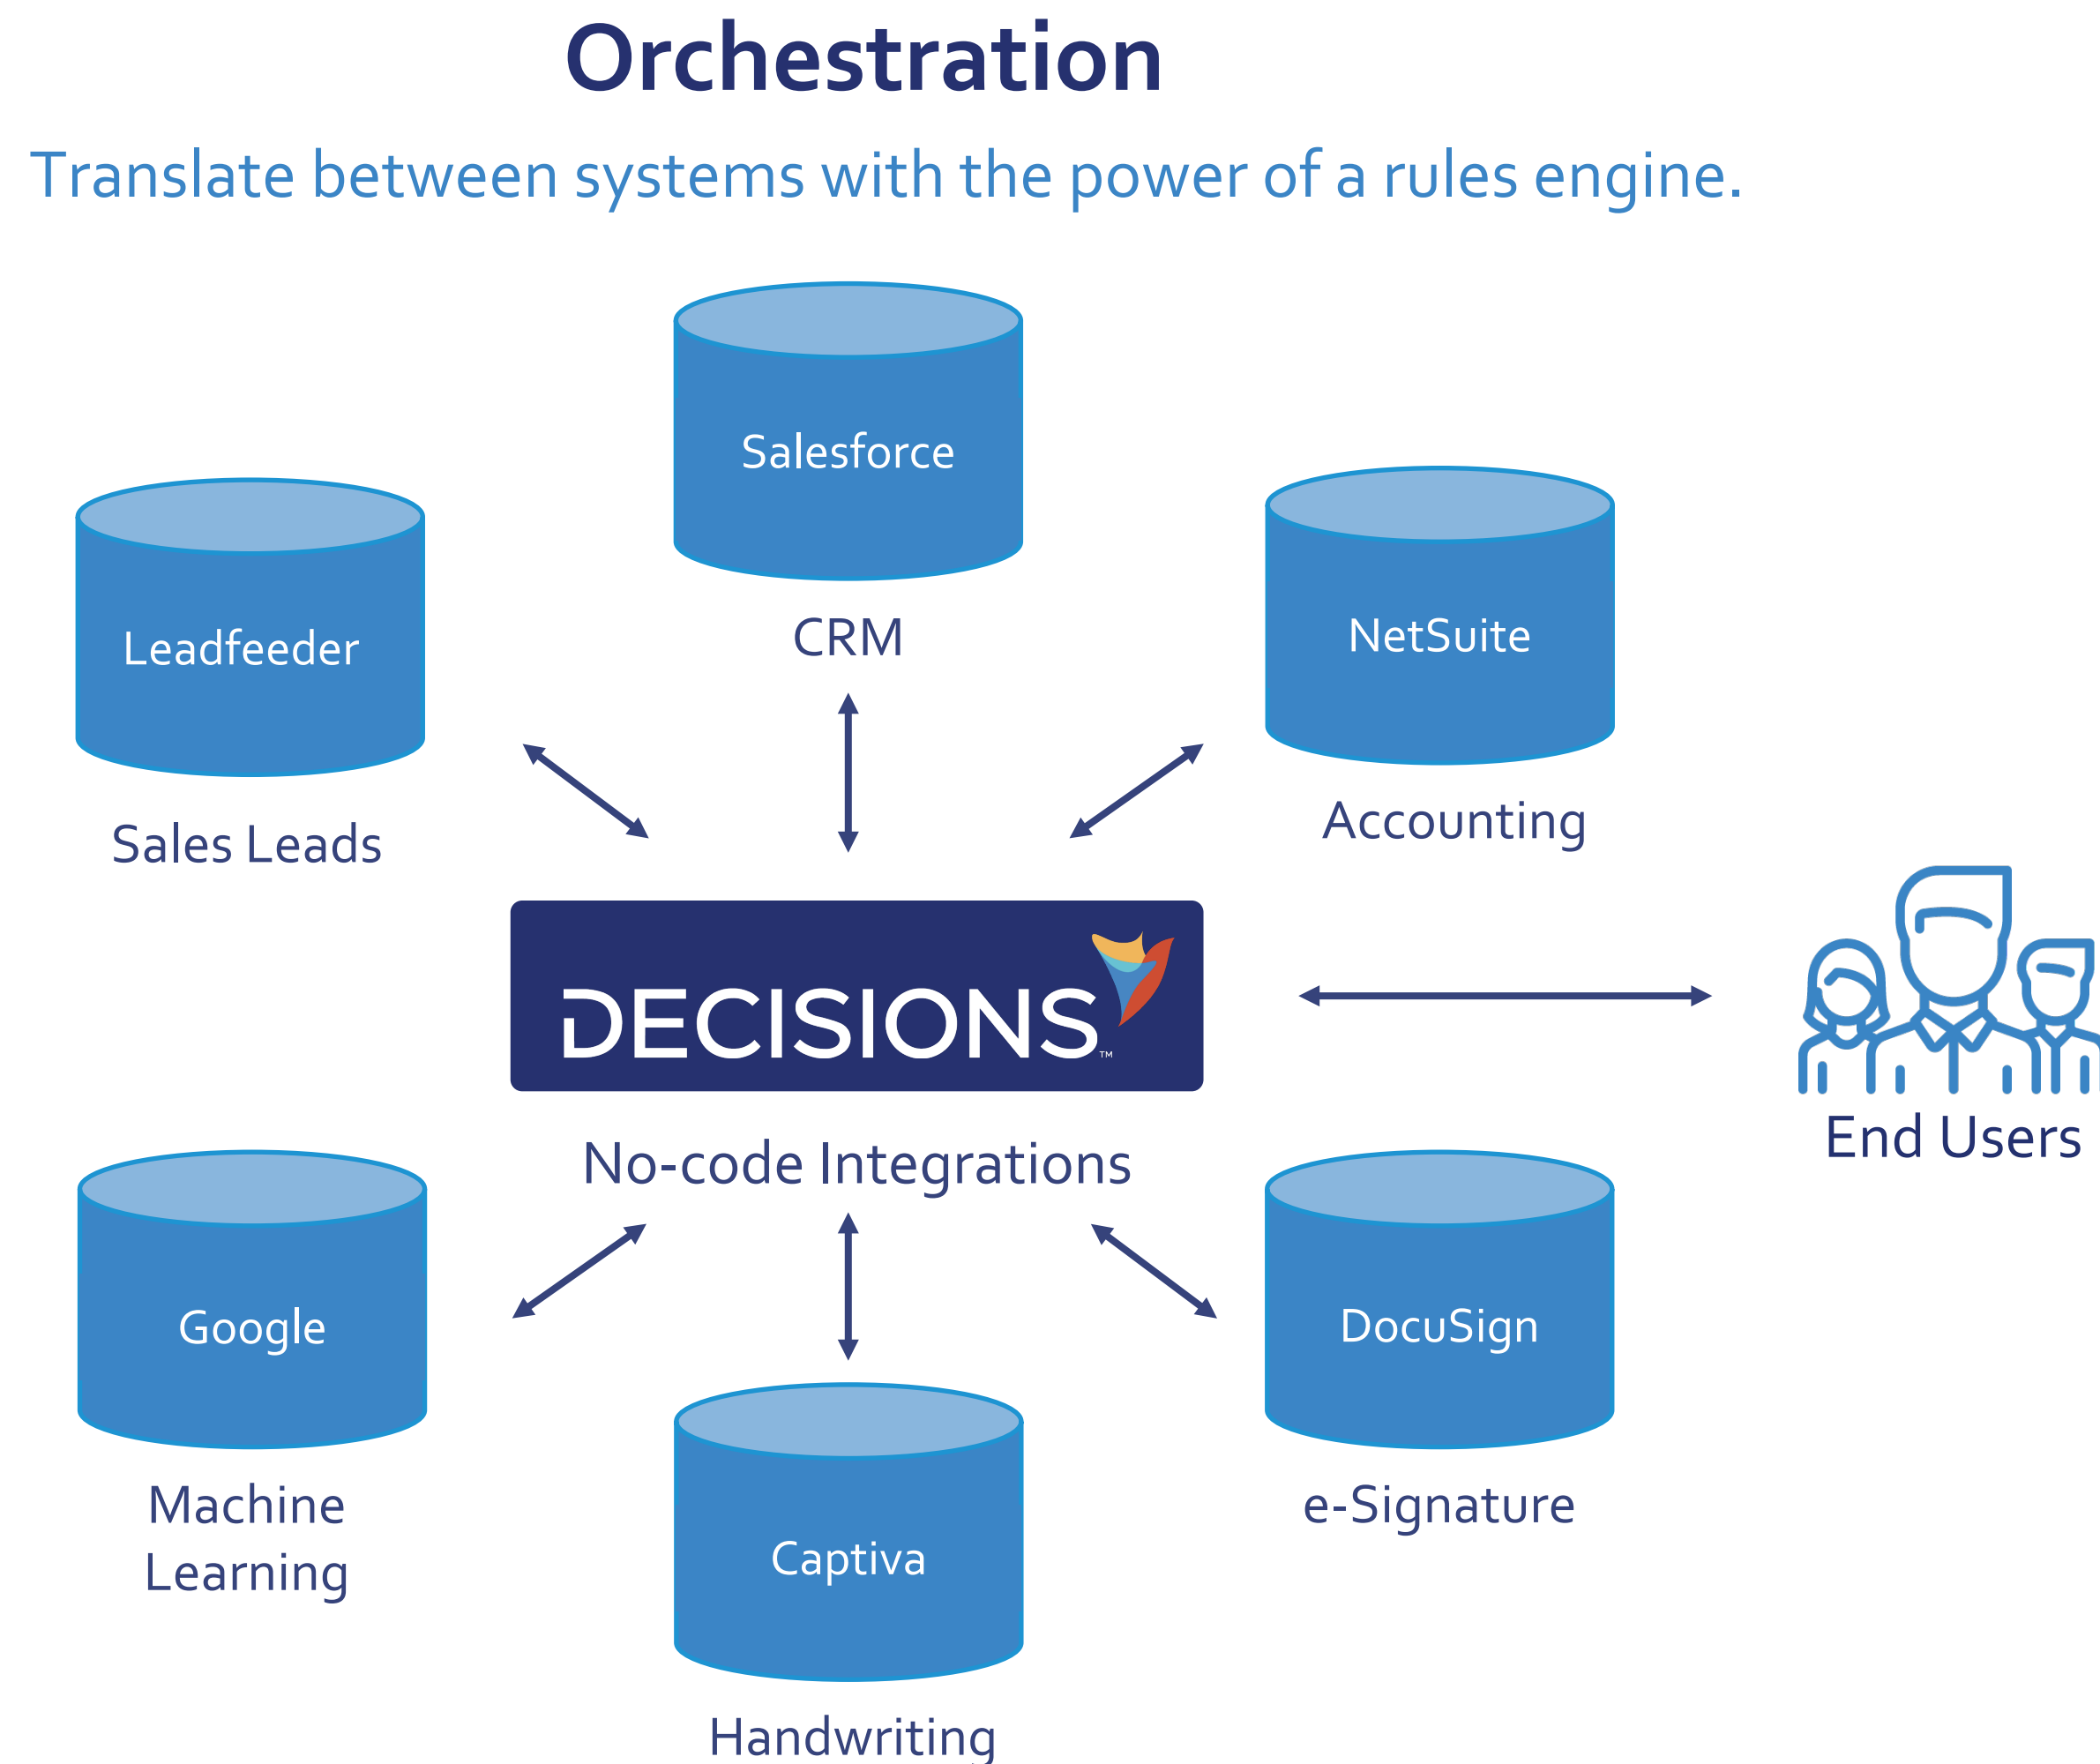 Orchestration
Translate between systems with the power of a rules engine.
Salesforce
CRM
Leadfeeder
Sales Leads
NetSuite
Accounting
DECISIONS™
No-code Integrations
End Users
Google
Machine
Learning
DocuSign
e-Signature
Captiva
Handwriting